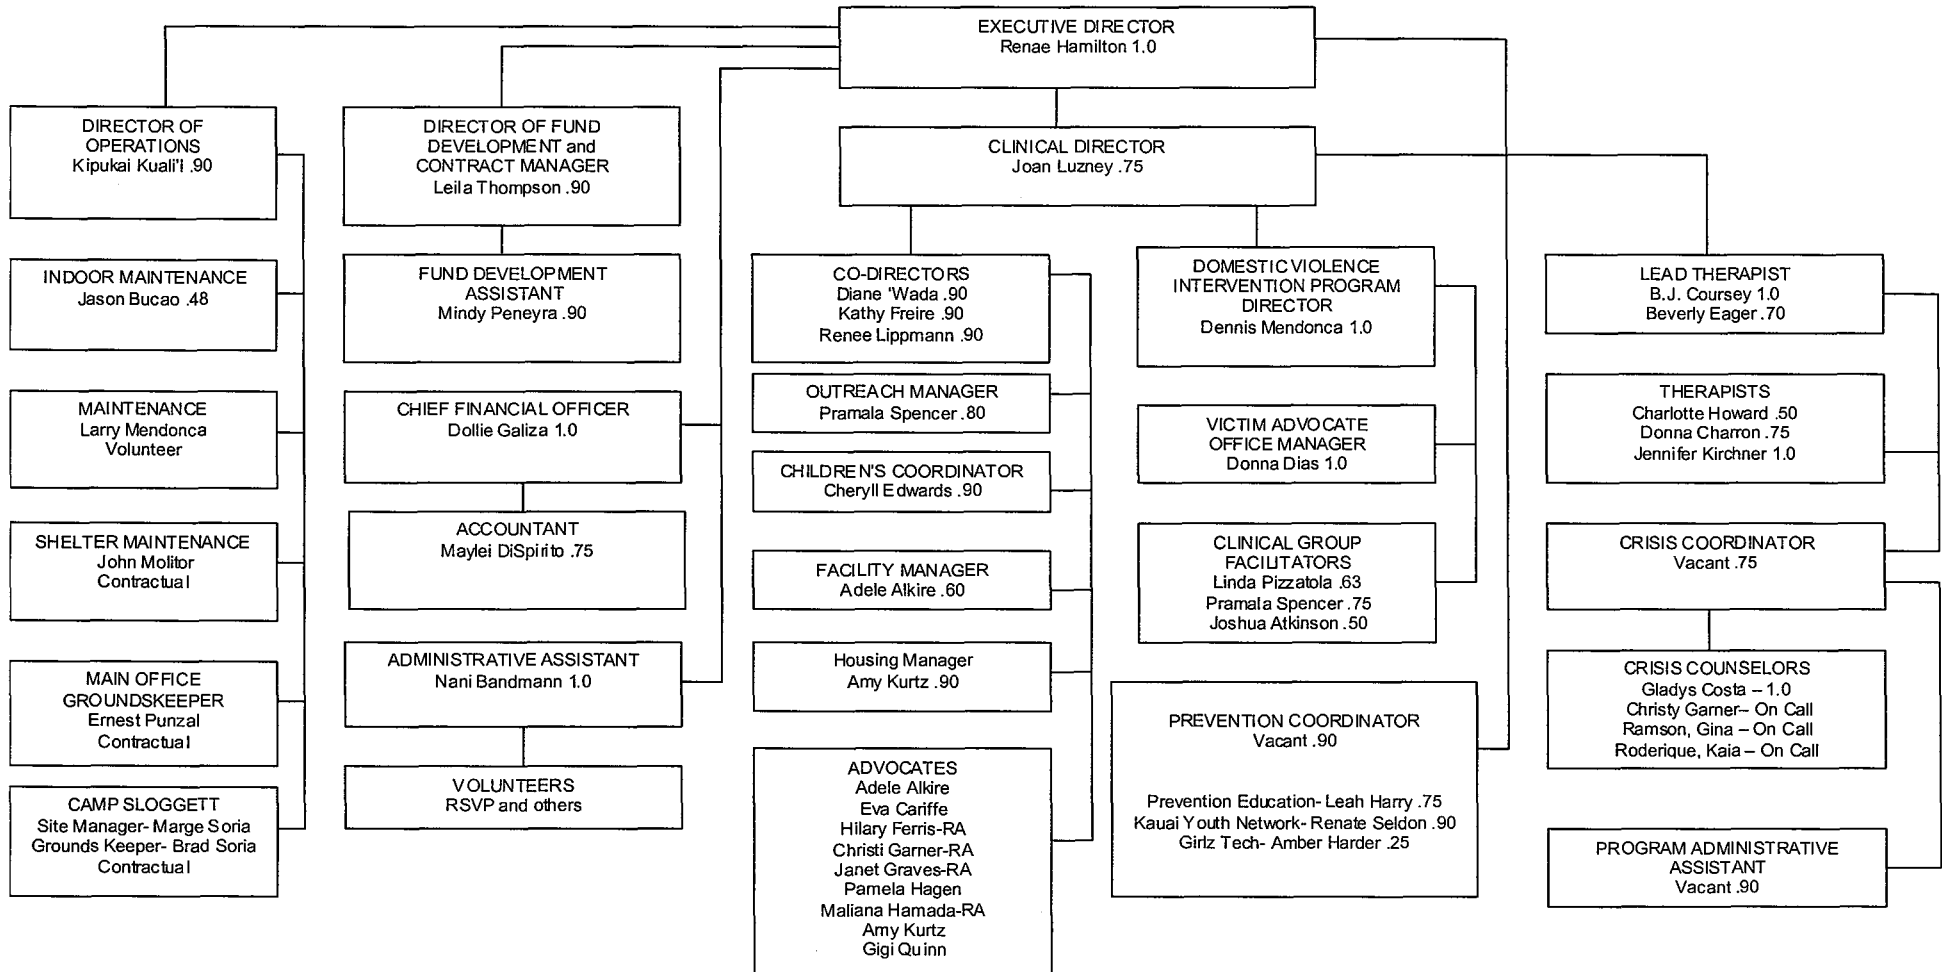 EXECUTIVE DIRECTOR
Renae Hamilton 1.0
DIRECTOR OF
OPERATIONS
Kipukai Kuali'I .90
DIRECTOR OF FUND
DEVELOPMENT and
CONTRACT MANAGER
Leila Thompson .90
CLINICAL DIRECTOR
Joan Luzney .75
INDOOR MAINTENANCE
Jason Bucao .48
MAINTENANCE
Larry Mendonca
Volunteer
SHELTER MAINTENANCE
John Molitor
Contractual
MAIN OFFICE
GROUNDSKEEPER
Ernest Punzal
Contractual
CAMP SLOGGETT
Site Manager- Marge Soria
Grounds Keeper- Brad Soria
Contractual
FUND DEVELOPMENT
ASSISTANT
Mindy Peneyra .90
CHIEF FINANCIAL OFFICER
Dollie Galiza 1.0
ACCOUNTANT
Maylei DiSpirito .75
ADMINISTRATIVE ASSISTANT
Nani Bandmann 1.0
VOLUNTEERS
RSVP and others
CO-DIRECTORS
Diane 'Wada .90
Kathy Freire .90
Renee Lippmann .90
OUTREACH MANAGER
Pramala Spencer .80
CHILDREN'S COORDINATOR
Cheryll Edwards .90
FACILITY MANAGER
Adele Alkire .60
Housing Manager
Amy Kurtz .90
ADVOCATES
Adele Alkire
Eva Cariffe
Hilary Ferris-RA
Christi Garner-RA
Janet Graves-RA
Pamela Hagen
Maliana Hamada-RA
Amy Kurtz
Gigi Quinn
DOMESTIC VIOLENCE
INTERVENTION PROGRAM
DIRECTOR
Dennis Mendonca 1.0
VICTIM ADVOCATE
OFFICE MANAGER
Donna Dias 1.0
CLINICAL GROUP
FACILITATORS
Linda Pizzatola .63
Pramala Spencer .75
Joshua Atkinson .50
PREVENTION COORDINATOR
Vacant .90
Prevention Education- Leah Harry .75
Kauai Youth Network- Renate Seldon .90
Girlz Tech- Amber Harder .25
LEAD THERAPIST
B.J. Coursey 1.0
Beverly Eager .70
THERAPISTS
Charlotte Howard .50
Donna Charron .75
Jennifer Kirchner 1.0
CRISIS COORDINATOR
Vacant .75
CRISIS COUNSELORS
Gladys Costa – 1.0
Christy Garner– On Call
Ramson, Gina – On Call
Roderique, Kaia – On Call
PROGRAM ADMINISTRATIVE
ASSISTANT
Vacant .90